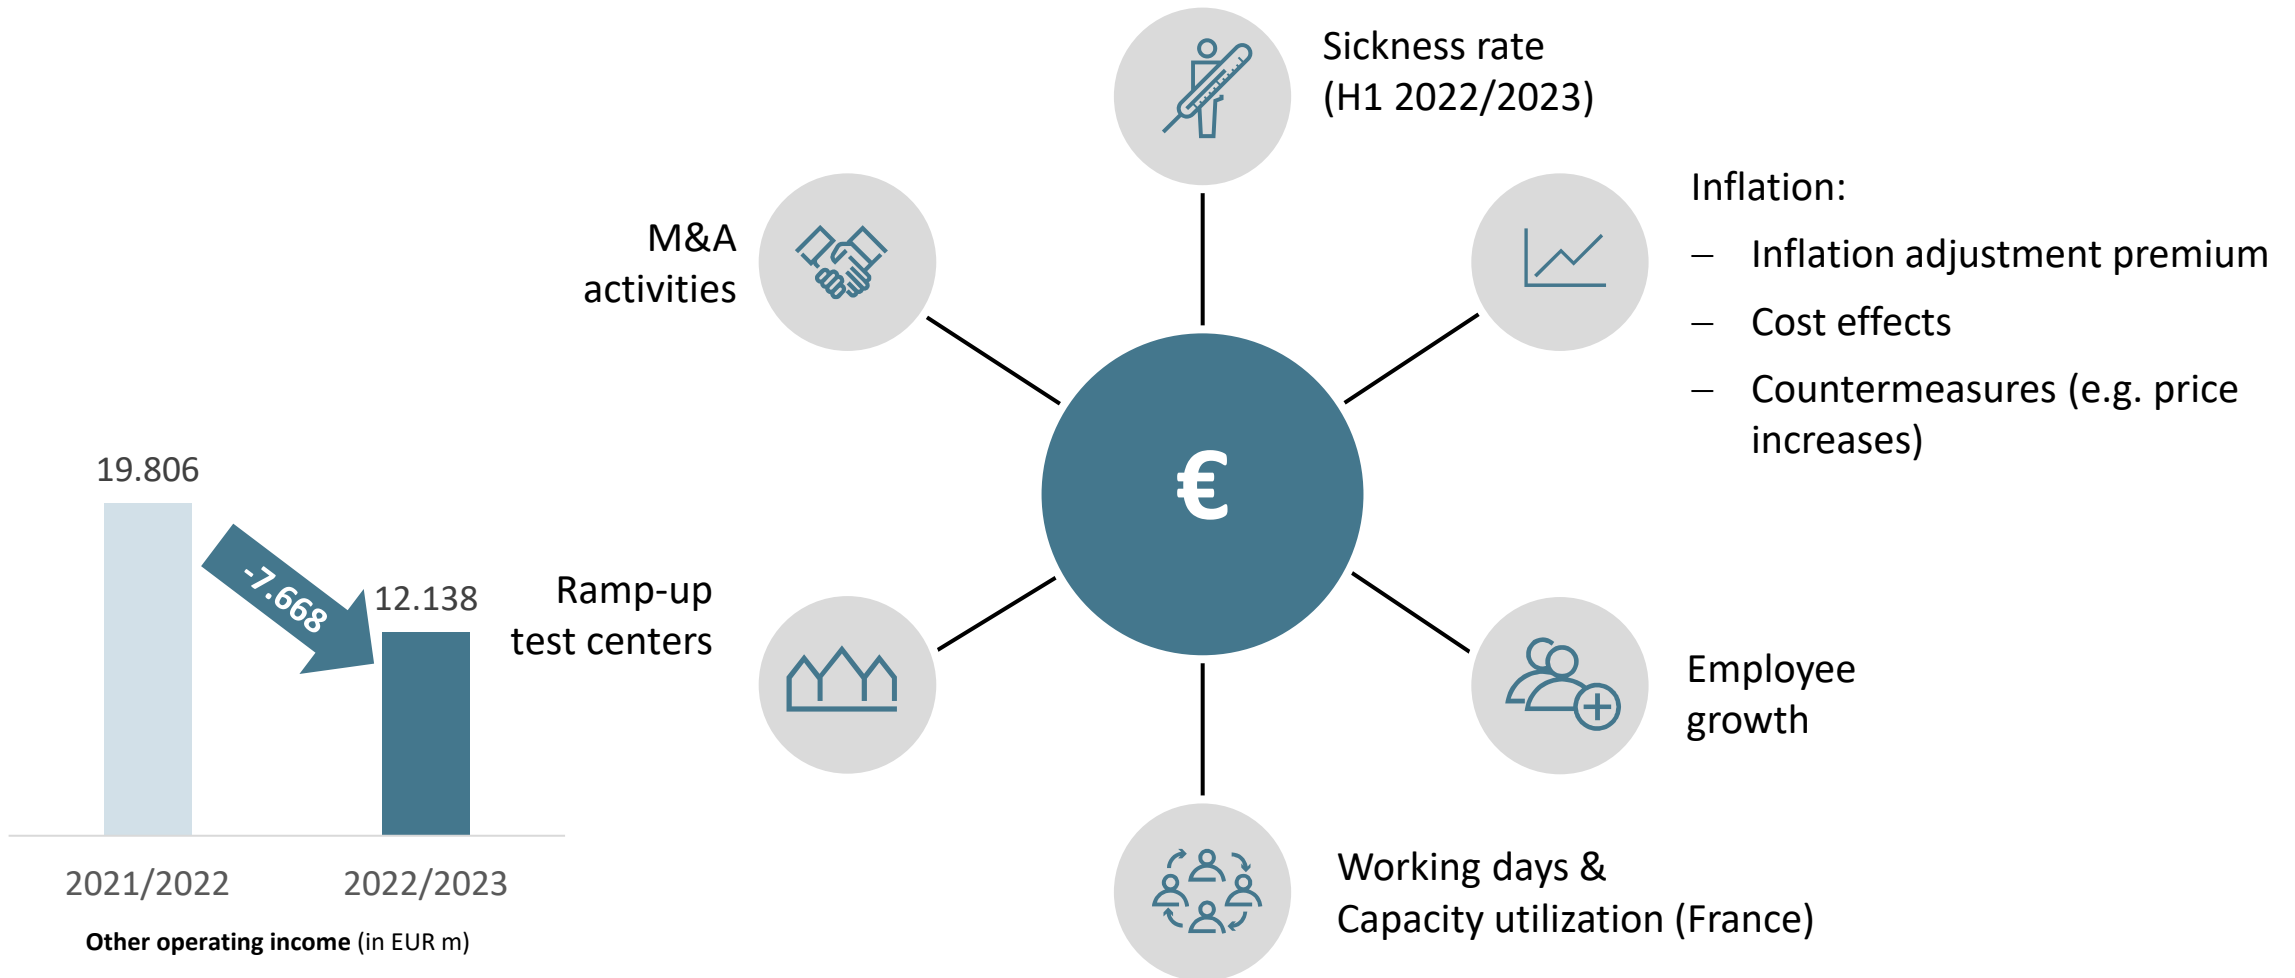 Sickness rate
(H1 2022/2023)
M&A
activities
Inflation:
– Inflation adjustment premium
– Cost effects
– Countermeasures (e.g. price
increases)
€
19.806
-7.668
12.138
2021/2022
2022/2023
Other operating income (in EUR m)
Ramp-up
test centers
Employee
growth
Working days &
Capacity utilization (France)